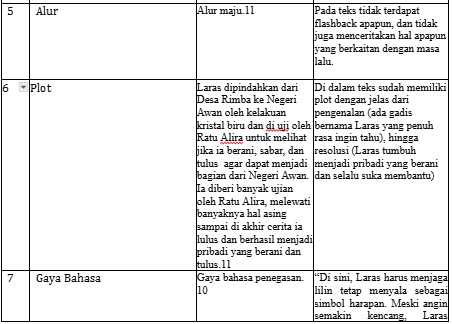 5 Alur Alur maju.11 Pada teks tidak terdapat
flashback apapun, dan tidak
juga menceritakan hal apapun
yang berkaitan dengan masa
lalu.
6 Plot Laras dipindahkan dari Di dalam teks sudah memiliki
Desa Rimba ke Negeri plot dengan jelas dari
Awan oleh kelakuan pengenalan (ada gadis
kristal biru dan di uji oleh bernama Laras yang penuh
Ratu Alira untuk melihat rasa ingin tahu), hingga
jika ia berani, sabar, dan resolusi (Laras tumbuh
tulus agar dapat menjadi menjadi pribadi yang berani
bagian dari Negeri Awan. dan selalu suka membantu)
Ia diberi banyak ujian
oleh Ratu Alira, melewati
banyaknya hal asing
sampai di akhir cerita ia
lulus dan berhasil menjadi
pribadi yang berani dan
tulus.11
7 Gaya Bahasa Gaya bahasa penegasan. “Di sini, Laras harus menjaga
10 lilin tetap menyala sebagai
simbol harapan. Meski angin
semakin kencang, Laras